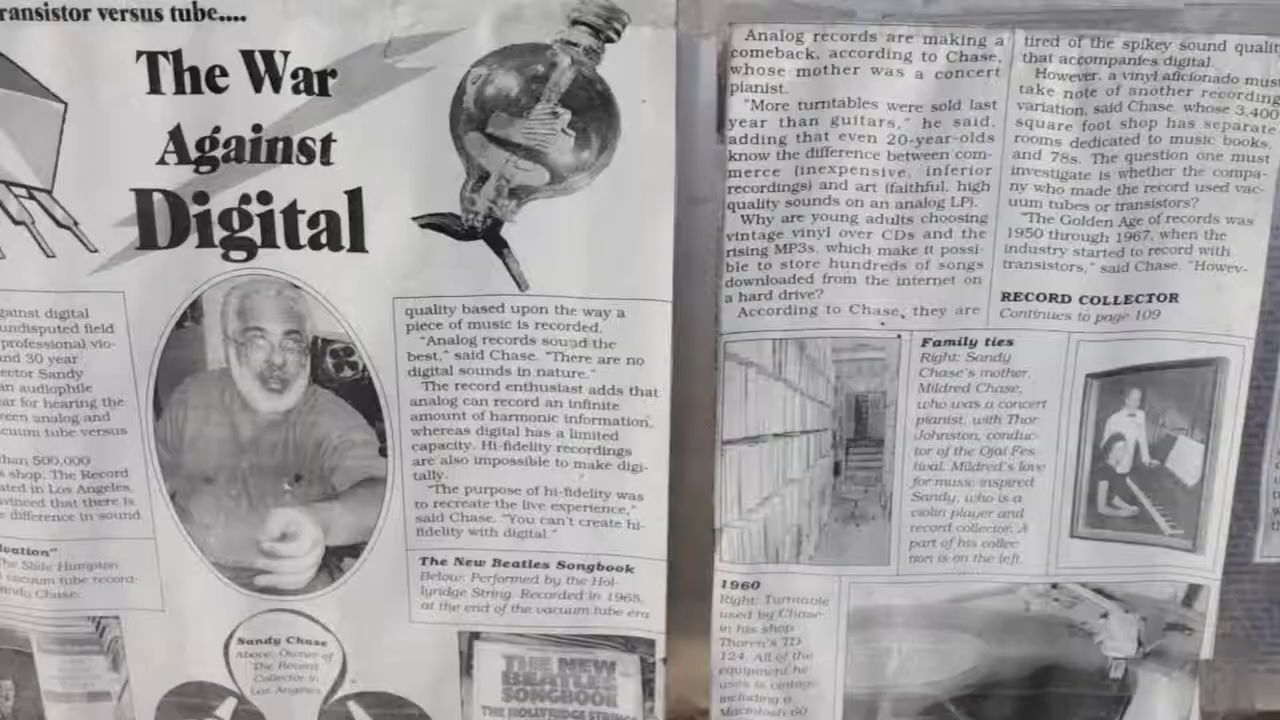 ransistor versus tube....
The War
Against
Digital
gainst digital
undisputed field
professional vio-
nd 30 year
ector Sandy
an audiophile
ear for hearing the
reen analog and
cuum tube versus
than 500,000
s shop, The Record
ated in Los Angeles,
vinced that there is
e difference in sound
lvation"
The Slide Hampton
vacuum tube record-
andy Chase.
Sandy Chase
Above: Owner of
The Record
Collector in
Los Angeles
quality based upon the way a
piece of music is recorded.
"Analog records sound the
best," said Chase. "There are no
digital sounds in nature."
The record enthusiast adds that
analog can record an infinite
amount of harmonic information,
whereas digital has a limited
capacity. Hi-fidelity recordings
are also impossible to make digi-
tally.
"The purpose of hi-fidelity was
to recreate the live experience,"
said Chase. "You can't create hi-
fidelity with digital."
The New Beatles Songbook
Below: Performed by the Hol-
lyridge String. Recorded in 1965,
at the end of the vacuum tube era
THE NEW
BEATLES
SONGBOOK
THE HOLLYRIDGE STRINGS
Analog records are making a
comeback, according to Chase,
whose mother was a concert
pianist.
"More turntables were sold last
year than guitars," he said,
adding that even 20-year-olds
know the difference between com-
merce (inexpensive, inferior
recordings) and art (faithful, high
quality sounds on an analog LP).
Why are young adults choosing
vintage vinyl over CDs and the
rising MP3s, which make it possi-
ble to store hundreds of songs
downloaded from the internet on
a hard drive?
According to Chase, they are
tired of the spikey sound qualit
that accompanies digital.
However, a vinyl aficionado mus
take note of another recording
variation, said Chase, whose 3,400
square foot shop has separate
rooms dedicated to music books,
and 78s. The question one must
investigate is whether the compa-
ny who made the record used vac-
uum tubes or transistors?
"The Golden Age of records was
1950 through 1967, when the
industry started to record with
transistors," said Chase. "Howev-
RECORD COLLECTOR
Continues to page 109
Family ties
Right: Sandy
Chase's mother,
Mildred Chase,
who was a concert
pianist, with Thor
Johnston, conduc-
tor of the Ojai Fes-
tival. Mildred's love
for music inspired
Sandy, who is a
violin player and
record collector. A
part of his collec-
tion is on the left.
1960
Right: Turntable
used by Chase
in his shop
Thoren's TD
124. All of the
equipment he
uses is vintage
including a
Macintosh 60